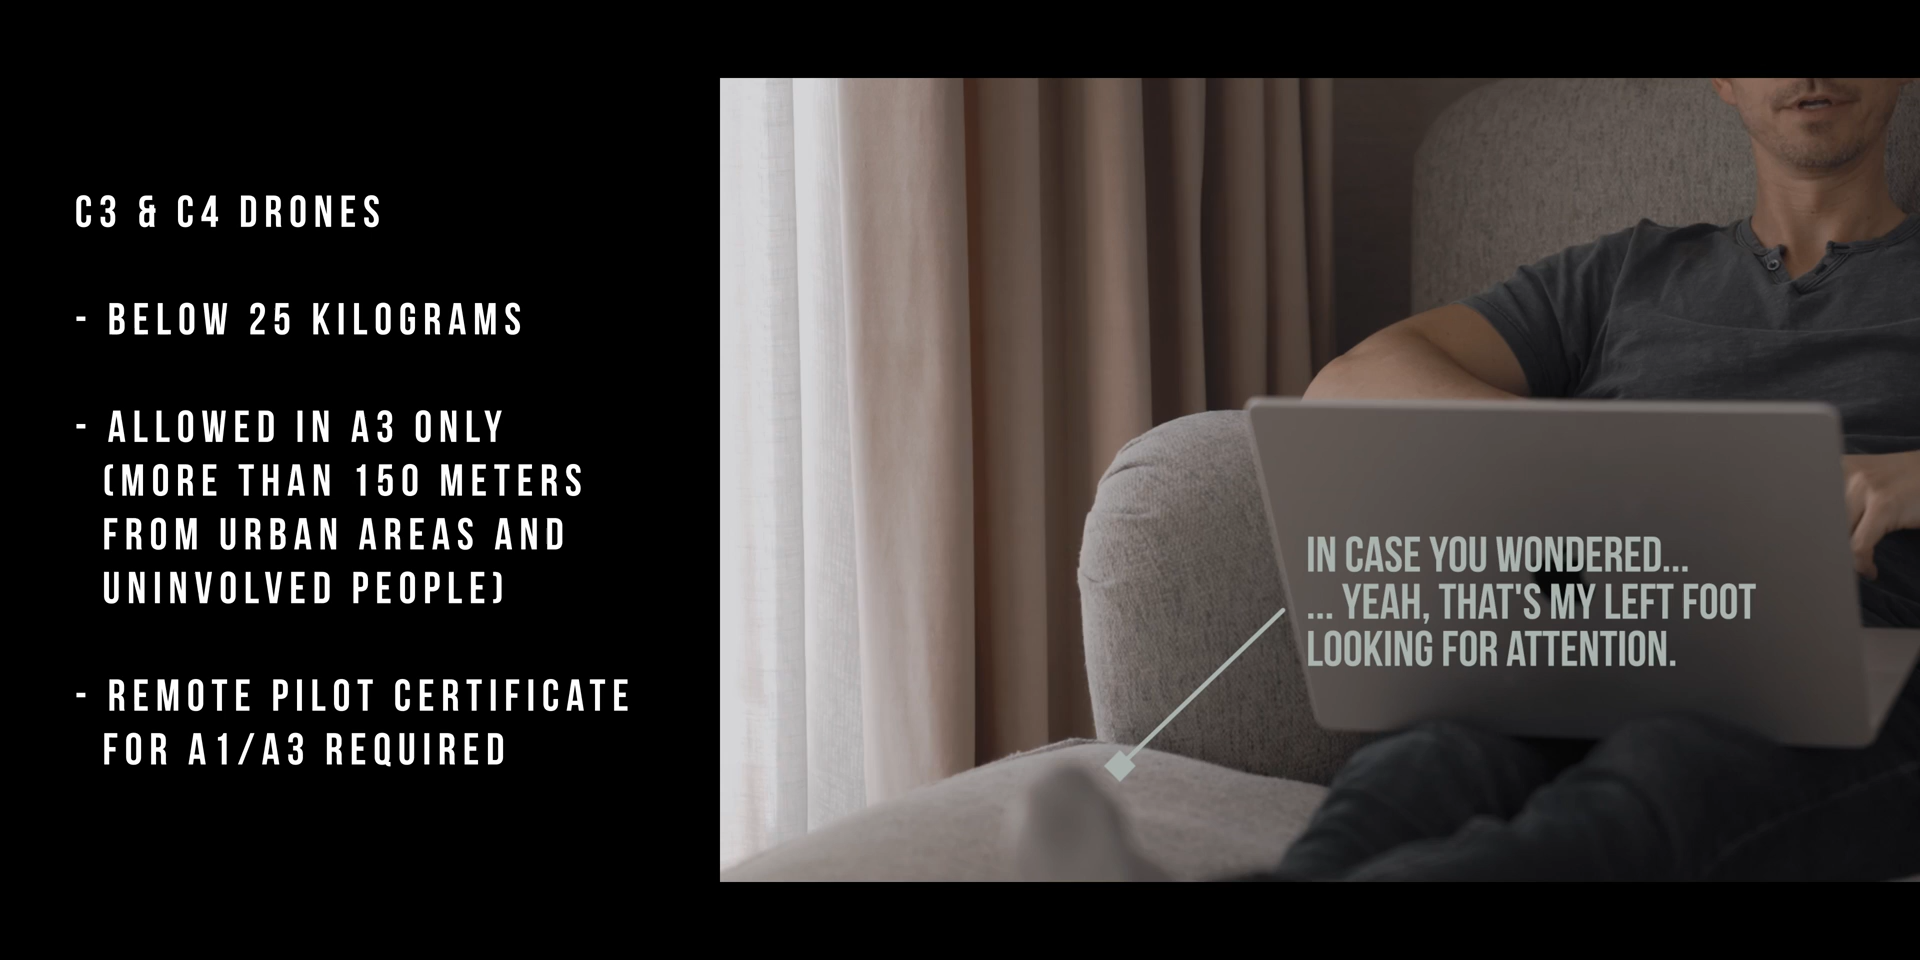 C3 & C4 DRONES
- BELOW 25 KILOGRAMS
- ALLOWED IN A3 ONLY
(MORE THAN 150 METERS
FROM URBAN AREAS AND
UNINVOLVED PEOPLE)
- REMOTE PILOT CERTIFICATE
FOR A1/A3 REQUIRED
IN CASE YOU WONDERED...
... YEAH, THAT'S MY LEFT FOOT
LOOKING FOR ATTENTION.